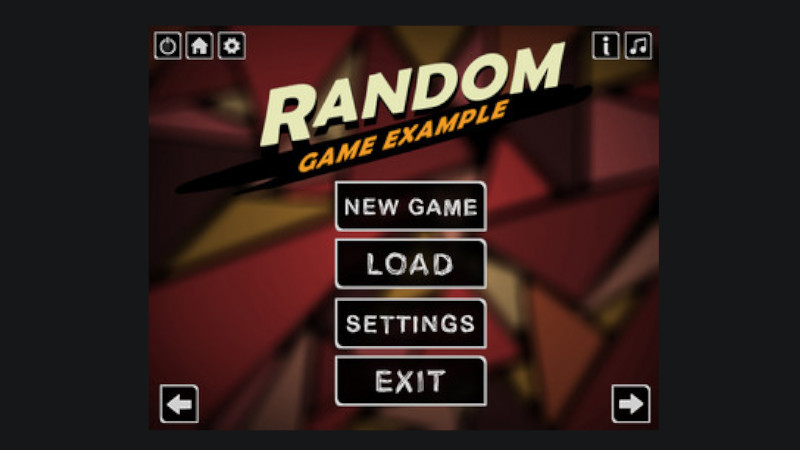 RANDOM
GAME EXAMPLE
NEW GAME
LOAD
SETTINGS
EXIT